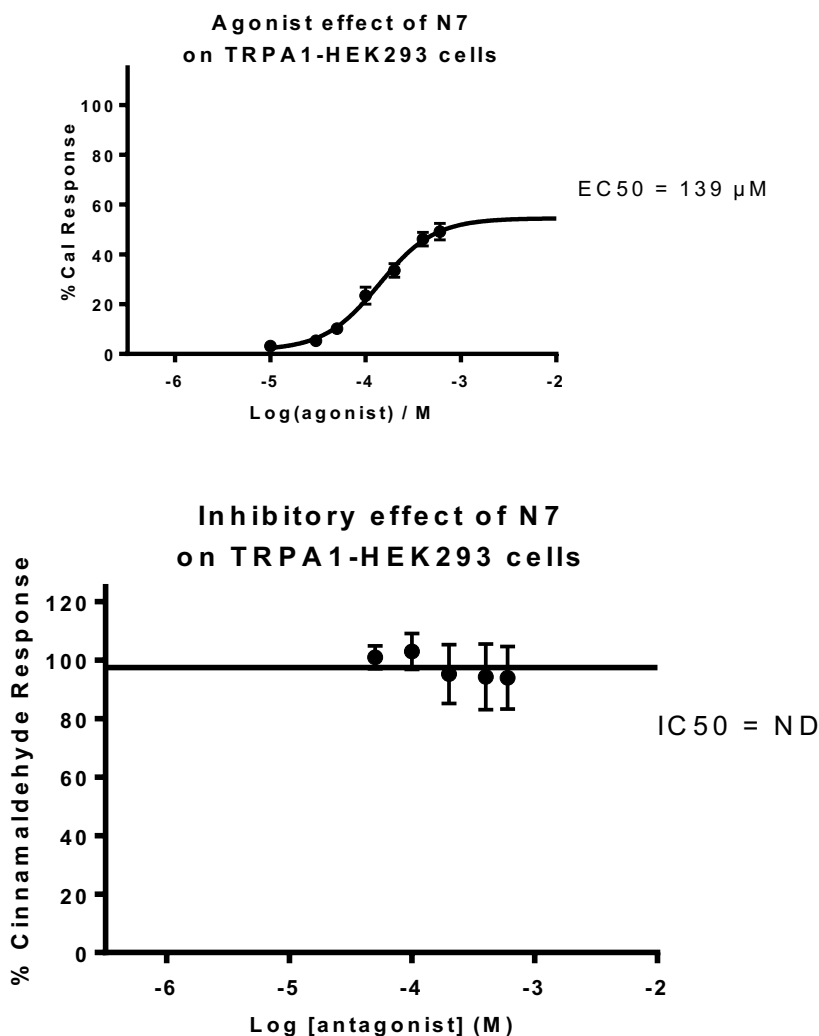 Agonist effect of N7
on TRPA1-HEK293 cells
% Cal Response
100
80
60
40
20
0
-6
-5
-4
-3
-2
Log(agonist) / M
EC50 = 139 µM
Inhibitory effect of N7
on TRPA1-HEK293 cells
% Cinnamaldehyde Response
120
100
80
60
40
20
0
-6
-5
-4
-3
-2
Log [antagonist] (M)
IC50 = ND